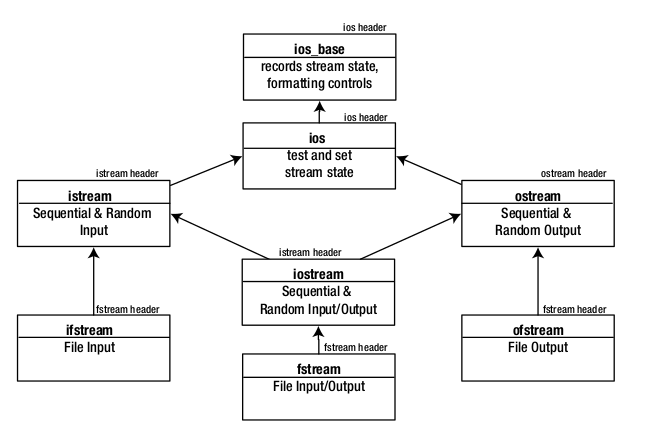 ios header
ios_base
records stream state,
formatting controls
ios header
ios
test and set
stream state
istream header
istream
Sequential & Random
Input
ostream header
ostream
Sequential &
Random Output
istream header
iostream
Sequential &
Random Input/Output
fstream header
ifstream
File Input
fstream header
fstream
File Input/Output
fstream header
ofstream
File Output